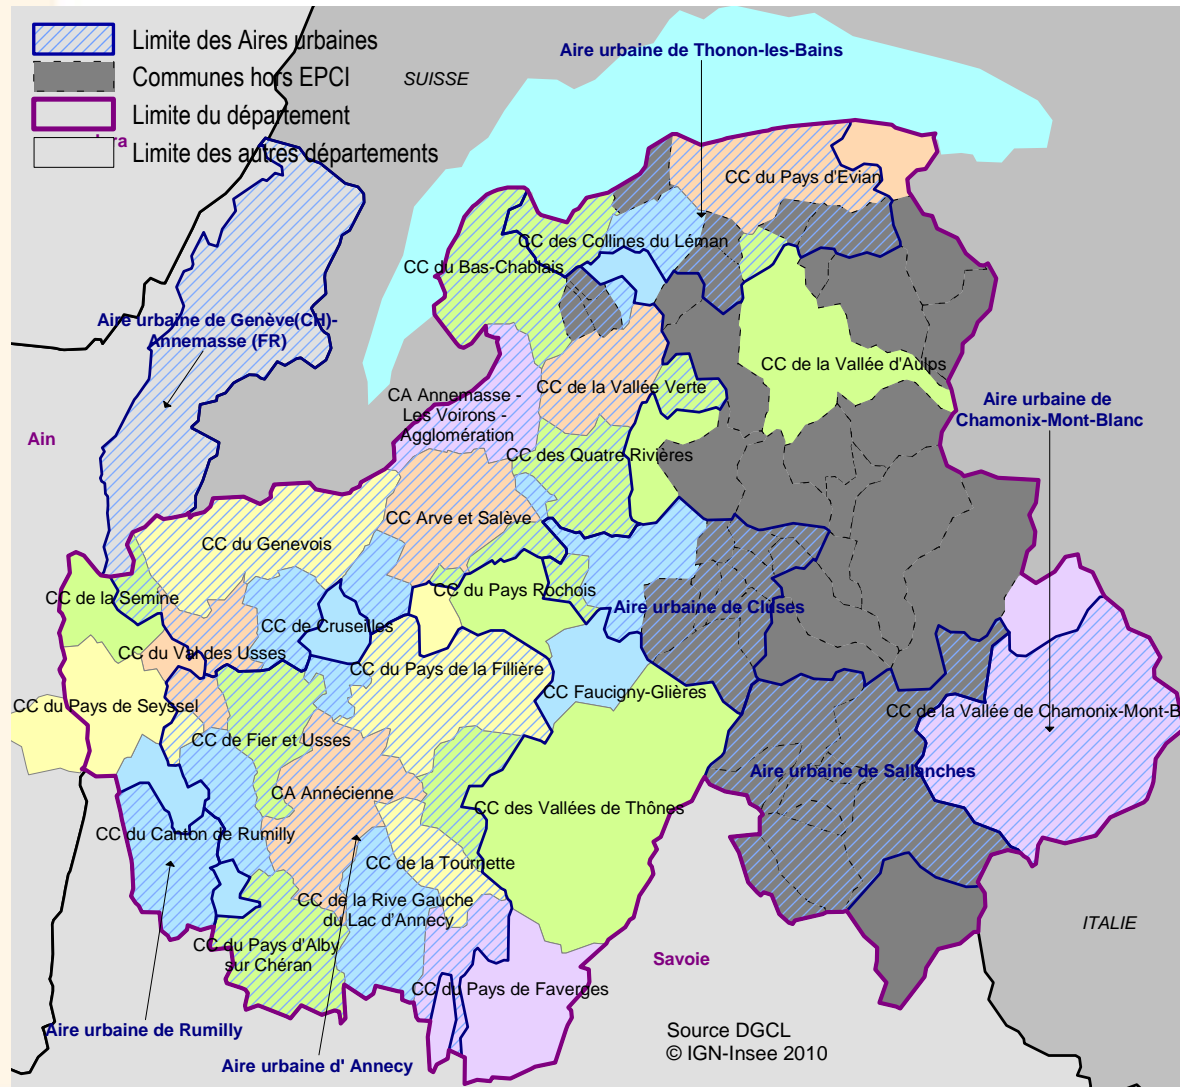 Limite des Aires urbaines
Communes hors EPCI
Limite du département
Limite des autres départements
SUISSE
Aire urbaine de Thonon-les-Bains
CC du Pays d'Evian
CC des Collines du Léman
CC du Bas-Chablais
Aire urbaine de Genève(CH)-
Annemasse (FR)
CC de la Vallée d'Aulps
CC de la Vallée Verte
CA Annemasse -
Les Voirons -
Agglomération
Aire urbaine de
Chamonix-Mont-Blanc
Ain
CC des Quatre Rivières
CC Arve et Salève
CC du Genevois
CC du Pays Rochois
CC de la Semine
Aire urbaine de Cluses
CC de Cruseilles
CC du Val des Usses
CC du Pays de la Fillière
CC Faucigny-Glières
CC du Pays de Seyssel
CC de la Vallée de Chamonix-Mont-B
CC de Fier et Usses
Aire urbaine de Sallanches
CA Annécienne
CC des Vallées de Thônes
CC du Canton de Rumilly
CC de la Tournette
CC de la Rive Gauche
du Lac d'Annecy
ITALIE
CC du Pays d'Alby
sur Chéran
Savoie
CC du Pays de Faverges
Aire urbaine de Rumilly
Source DGCL
© IGN-Insee 2010
Aire urbaine d' Annecy